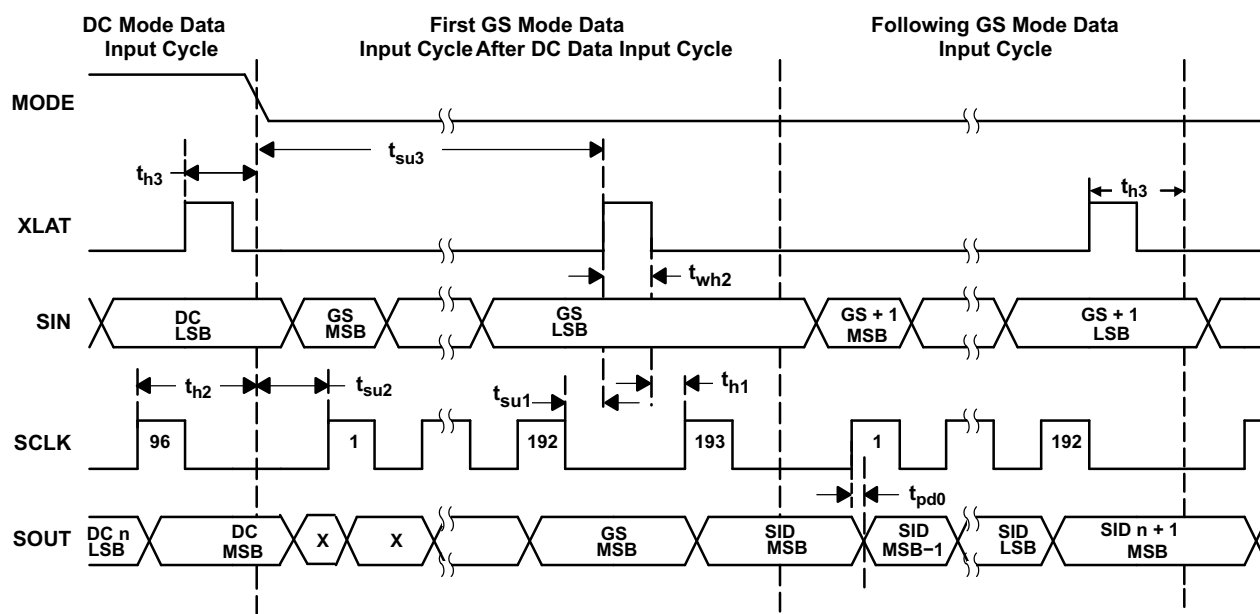 DC Mode Data
Input Cycle
First GS Mode Data
Input Cycle After DC Data Input Cycle
Following GS Mode Data
Input Cycle
MODE
th3
tsu3
th3
XLAT
twh2
SIN
DC
LSB
GS
MSB
GS
LSB
GS + 1
MSB
GS + 1
LSB
th2
tsu2
tsu1
th1
SCLK
96
1
192
193
1
192
tpd0
SOUT
DC n
LSB
DC
MSB
X
X
GS
MSB
SID
MSB
SID
MSB−1
SID
LSB
SID n + 1
MSB